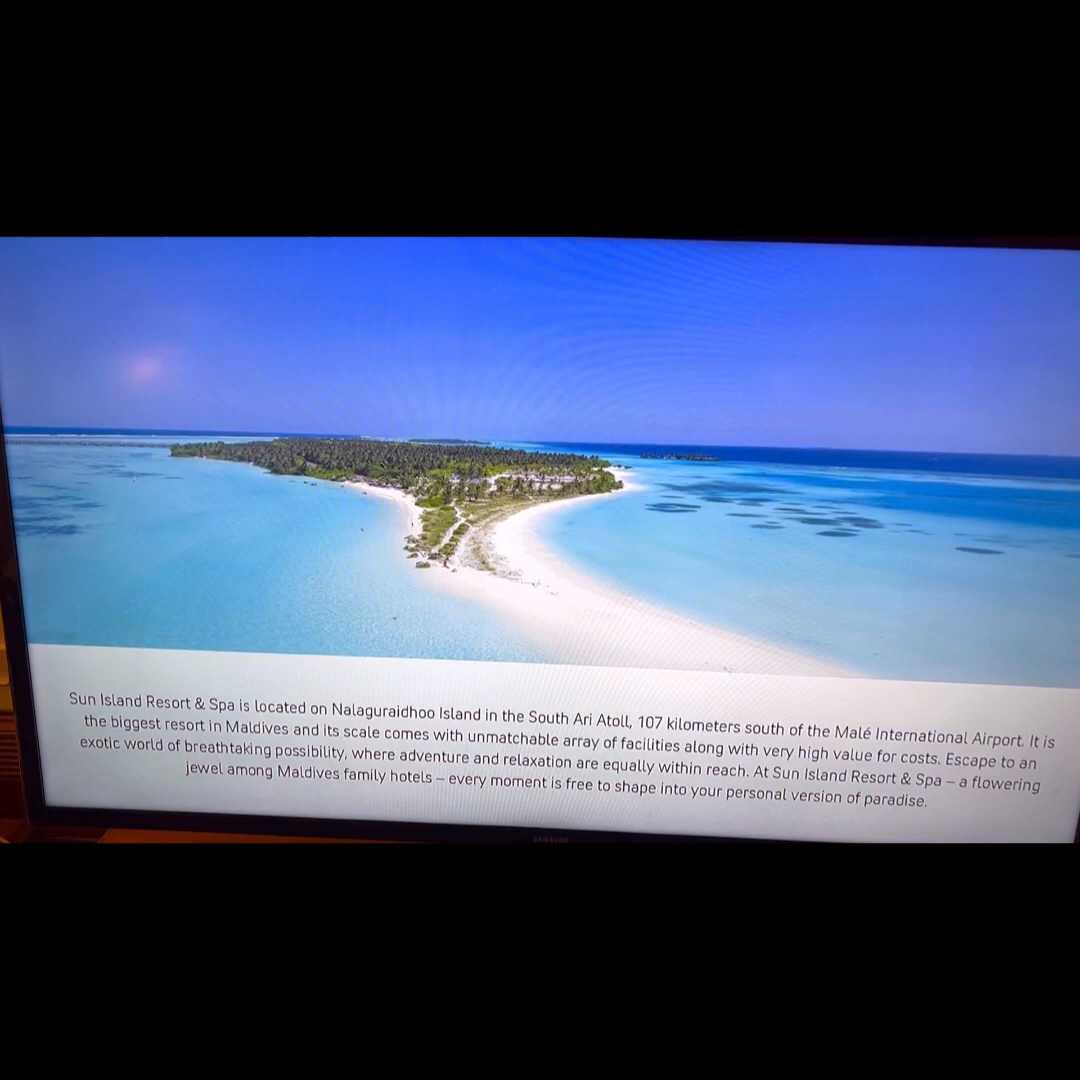 Sun Island Resort & Spa is located on Nalaguraidhoo Island in the South Ari Atoll, 107 kilometers south of the Malé International Airport. It is
the biggest resort in Maldives and its scale comes with unmatchable array of facilities along with very high value for costs. Escape to an
exotic world of breathtaking possibility, where adventure and relaxation are equally within reach. At Sun Island Resort & Spa – a flowering
jewel among Maldives family hotels – every moment is free to shape into your personal version of paradise.
SAMSUNG